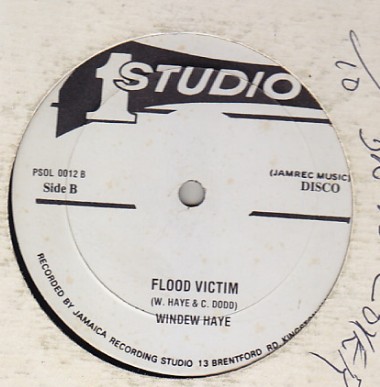 1 STUDIO
PSOL 0012 B
Side B
(JAMREC MUSIC)
DISCO
FLOOD VICTIM
(W. HAYE & C. DODD)
WINDEW HAYE
RECORDED BY JAMAICA RECORDING STUDIO 13 BRENTFORD RD.